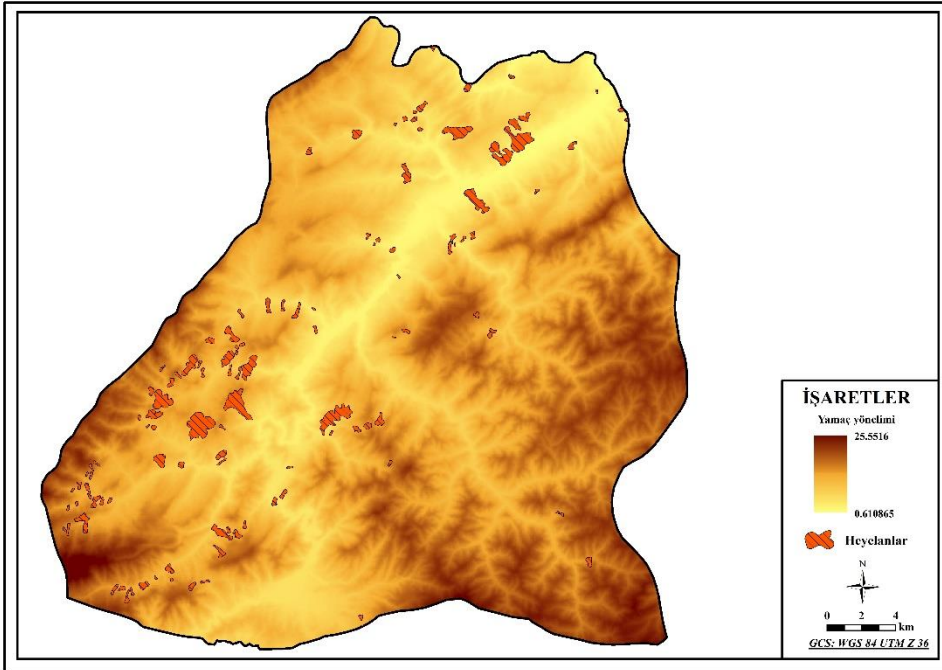 İŞARETLER
Yamaç yönelimi
25.5516
0.610865
Heyelanlar
N
0 2 4
km
GCS: WGS 84 UTM Z 36